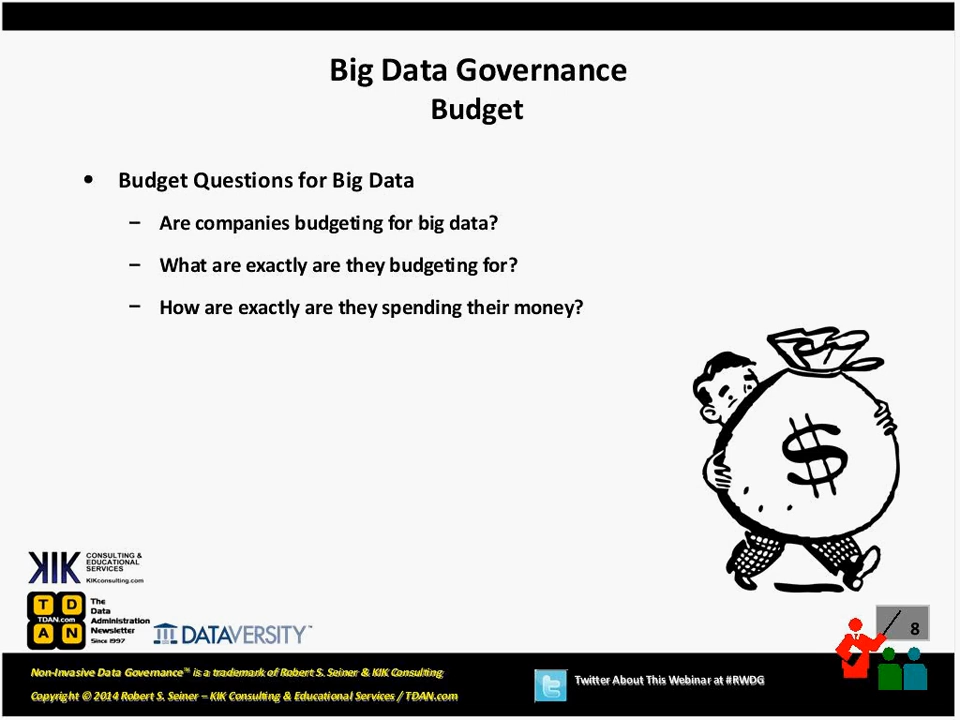 Big Data Governance
Budget
• Budget Questions for Big Data
– Are companies budgeting for big data?
– What are exactly are they budgeting for?
– How are exactly are they spending their money?
$
KIK CONSULTING &
EDUCATIONAL
SERVICES
KIKconsulting.com
T D
TDAN.com
A N
The
Data
Administration
Newsletter
Since 1997
DATAVERSITY™
8
Non-Invasive Data Governance™ is a trademark of Robert S. Seiner & KIK Consulting
Copyright © 2014 Robert S. Seiner – KIK Consulting & Educational Services / TDAN.com
Twitter About This Webinar at #RWDG